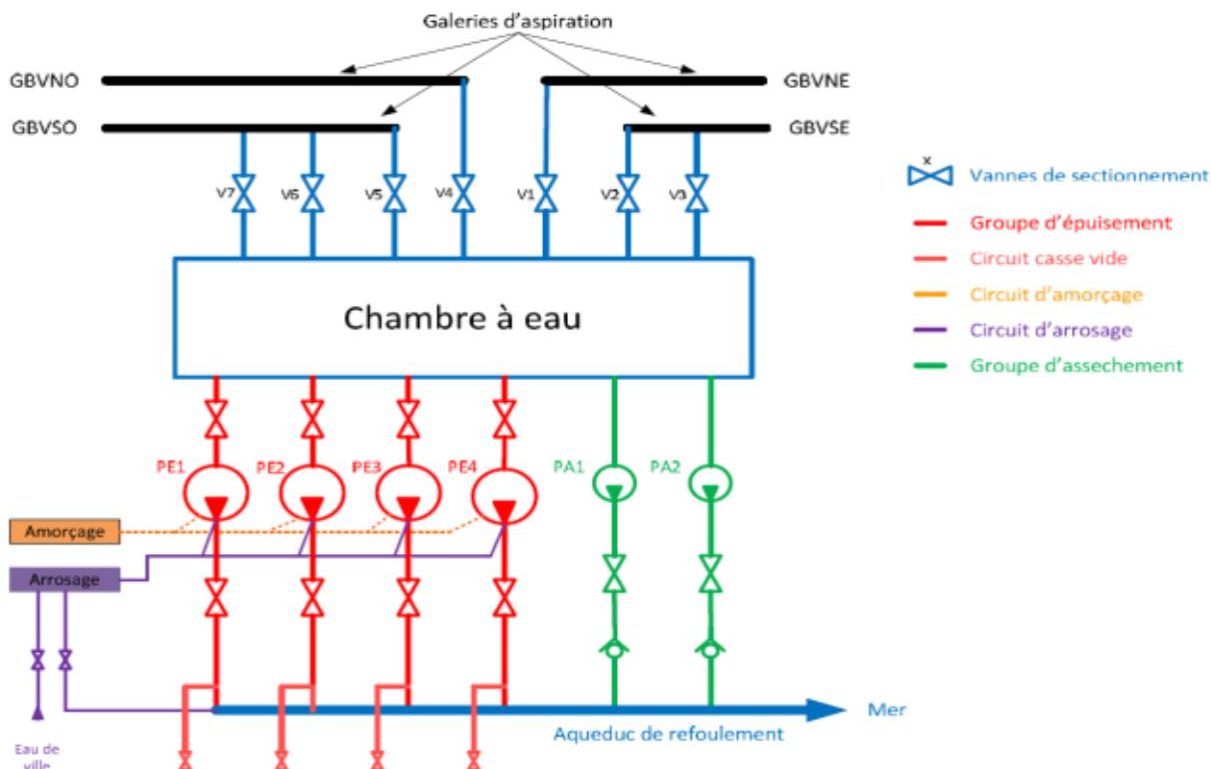 Galeries d'aspiration
GBVNO
GBVNE
GBVSO
GBVSE
V7
V6
V5
V4
V1
V2
V3
x
Vannes de sectionnement
Groupe d'épuisement
Circuit casse vide
Circuit d'amorçage
Circuit d'arrosage
Groupe d'assechement
Chambre à eau
PE1
PE2
PE3
PE4
PA1
PA2
Amorçage
Arrosage
Mer
Aqueduc de refoulement
Eau de
ville